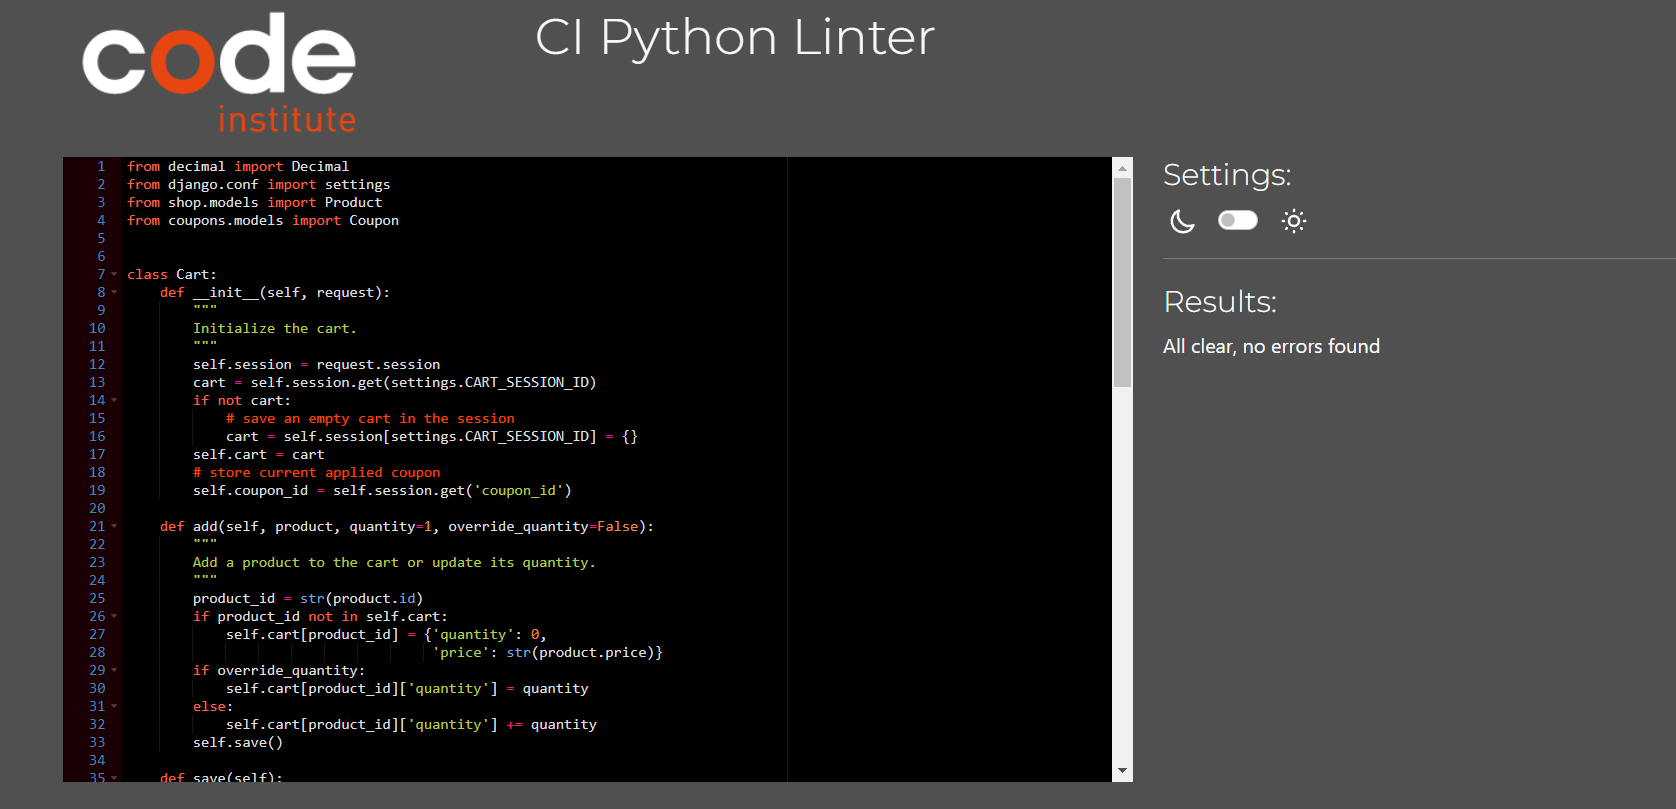 code
institute
CI Python Linter
1 from decimal import Decimal
2 from django.conf import settings
3 from shop.models import Product
4 from coupons.models import Coupon
5
6
7 class Cart:
8     def __init__(self, request):
9         """
10         Initialize the cart.
11         """
12         self.session = request.session
13         cart = self.session.get(settings.CART_SESSION_ID)
14         if not cart:
15             # save an empty cart in the session
16             cart = self.session[settings.CART_SESSION_ID] = {}
17         self.cart = cart
18         # store current applied coupon
19         self.coupon_id = self.session.get('coupon_id')
20
21     def add(self, product, quantity=1, override_quantity=False):
22         """
23         Add a product to the cart or update its quantity.
24         """
25         product_id = str(product.id)
26         if product_id not in self.cart:
27             self.cart[product_id] = {'quantity': 0,
28                                      'price': str(product.price)}
29         if override_quantity:
30             self.cart[product_id]['quantity'] = quantity
31         else:
32             self.cart[product_id]['quantity'] += quantity
33         self.save()
34
35     def save(self):
Settings:
Results:
All clear, no errors found